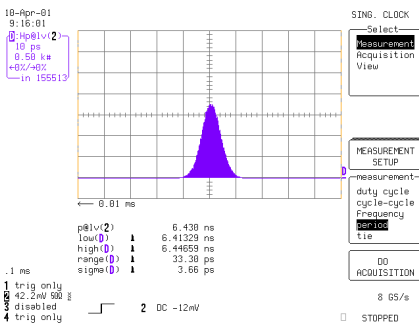 10-Apr-01
9:16:01
D:Hp@lv(2)
10 ps
0.50 k#
←0%/→0%
in 155513
← 0.01 ms
p@lv(2) 6.430 ns
low(D) 6.41329 ns
high(D) 6.44659 ns
range(D) 33.30 ps
sigma(D) 3.66 ps
.1 ms
1 trig only
2 42.2mV 50Ω
3 disabled
4 trig only
2 DC -12mV
SING. CLOCK
Select
Measurement
Acquisition
View
D
MEASUREMENT
SETUP
measurement
duty cycle
cycle-cycle
Frequency
period
tie
DO
ACQUISITION
8 GS/s
STOPPED